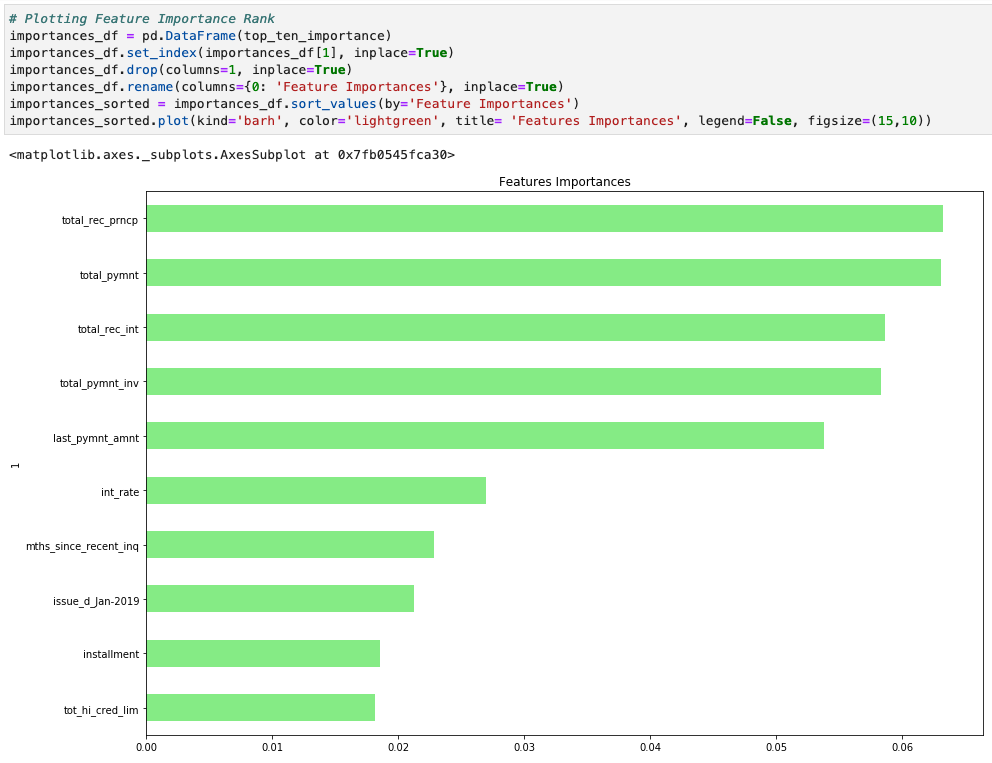 # Plotting Feature Importance Rank
importances_df = pd.DataFrame(top_ten_importance)
importances_df.set_index(importances_df[1], inplace=True)
importances_df.drop(columns=1, inplace=True)
importances_df.rename(columns={0: 'Feature Importances'}, inplace=True)
importances_sorted = importances_df.sort_values(by='Feature Importances')
importances_sorted.plot(kind='barh', color='lightgreen', title= 'Features Importances', legend=False, figsize=(15,10))
<matplotlib.axes._subplots.AxesSubplot at 0x7fb0545fca30>
Features Importances
total_rec_prncp
total_pymnt
total_rec_int
total_pymnt_inv
last_pymnt_amnt
1
int_rate
mths_since_recent_inq
issue_d_Jan-2019
installment
tot_hi_cred_lim
0.00 0.01 0.02 0.03 0.04 0.05 0.06